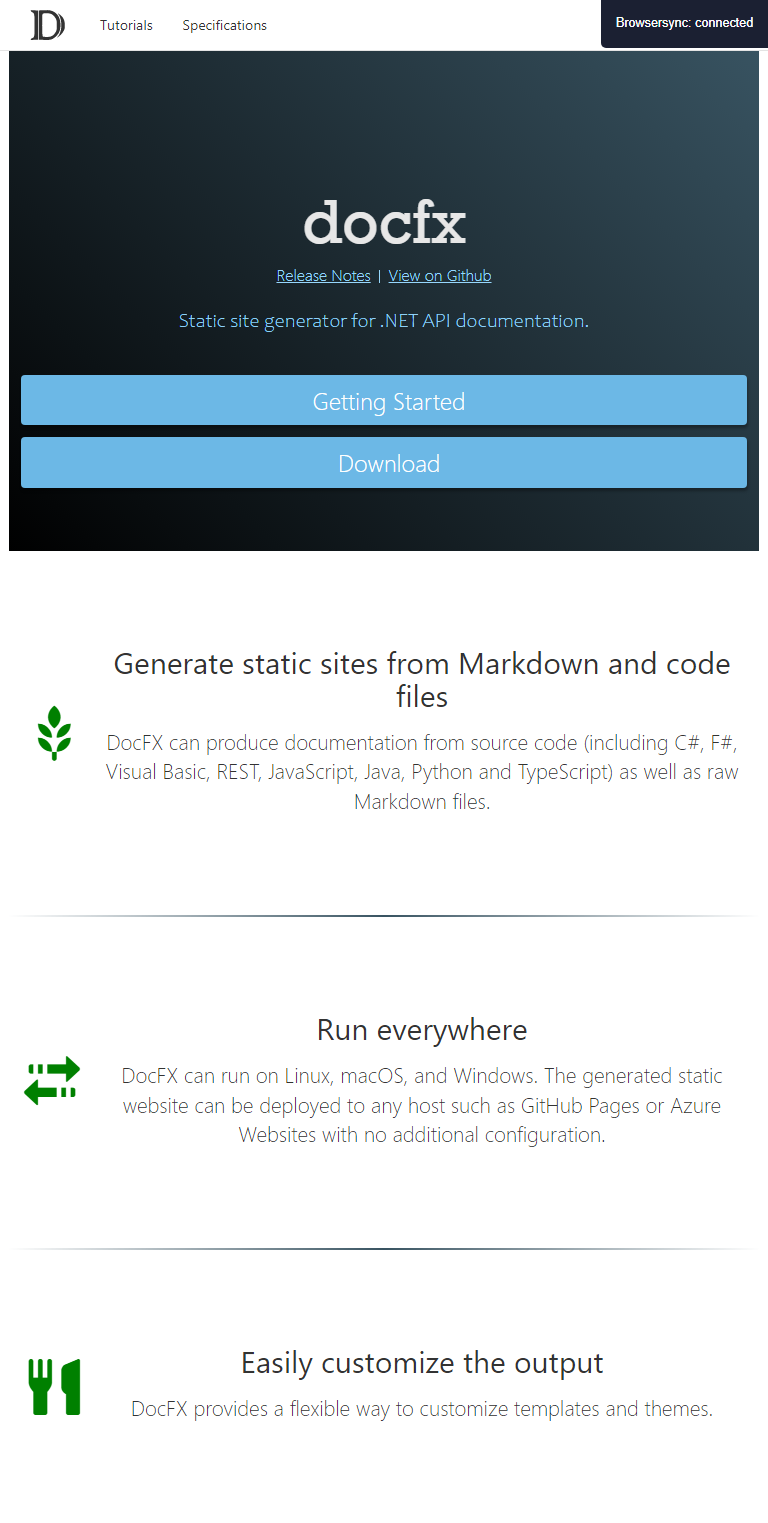 Tutorials Specifications
Browsersync: connected
docfx
Release Notes | View on Github
Static site generator for .NET API documentation.
Getting Started
Download
Generate static sites from Markdown and code
files
DocFX can produce documentation from source code (including C#, F#,
Visual Basic, REST, JavaScript, Java, Python and TypeScript) as well as raw
Markdown files.
Run everywhere
DocFX can run on Linux, macOS, and Windows. The generated static
website can be deployed to any host such as GitHub Pages or Azure
Websites with no additional configuration.
Easily customize the output
DocFX provides a flexible way to customize templates and themes.